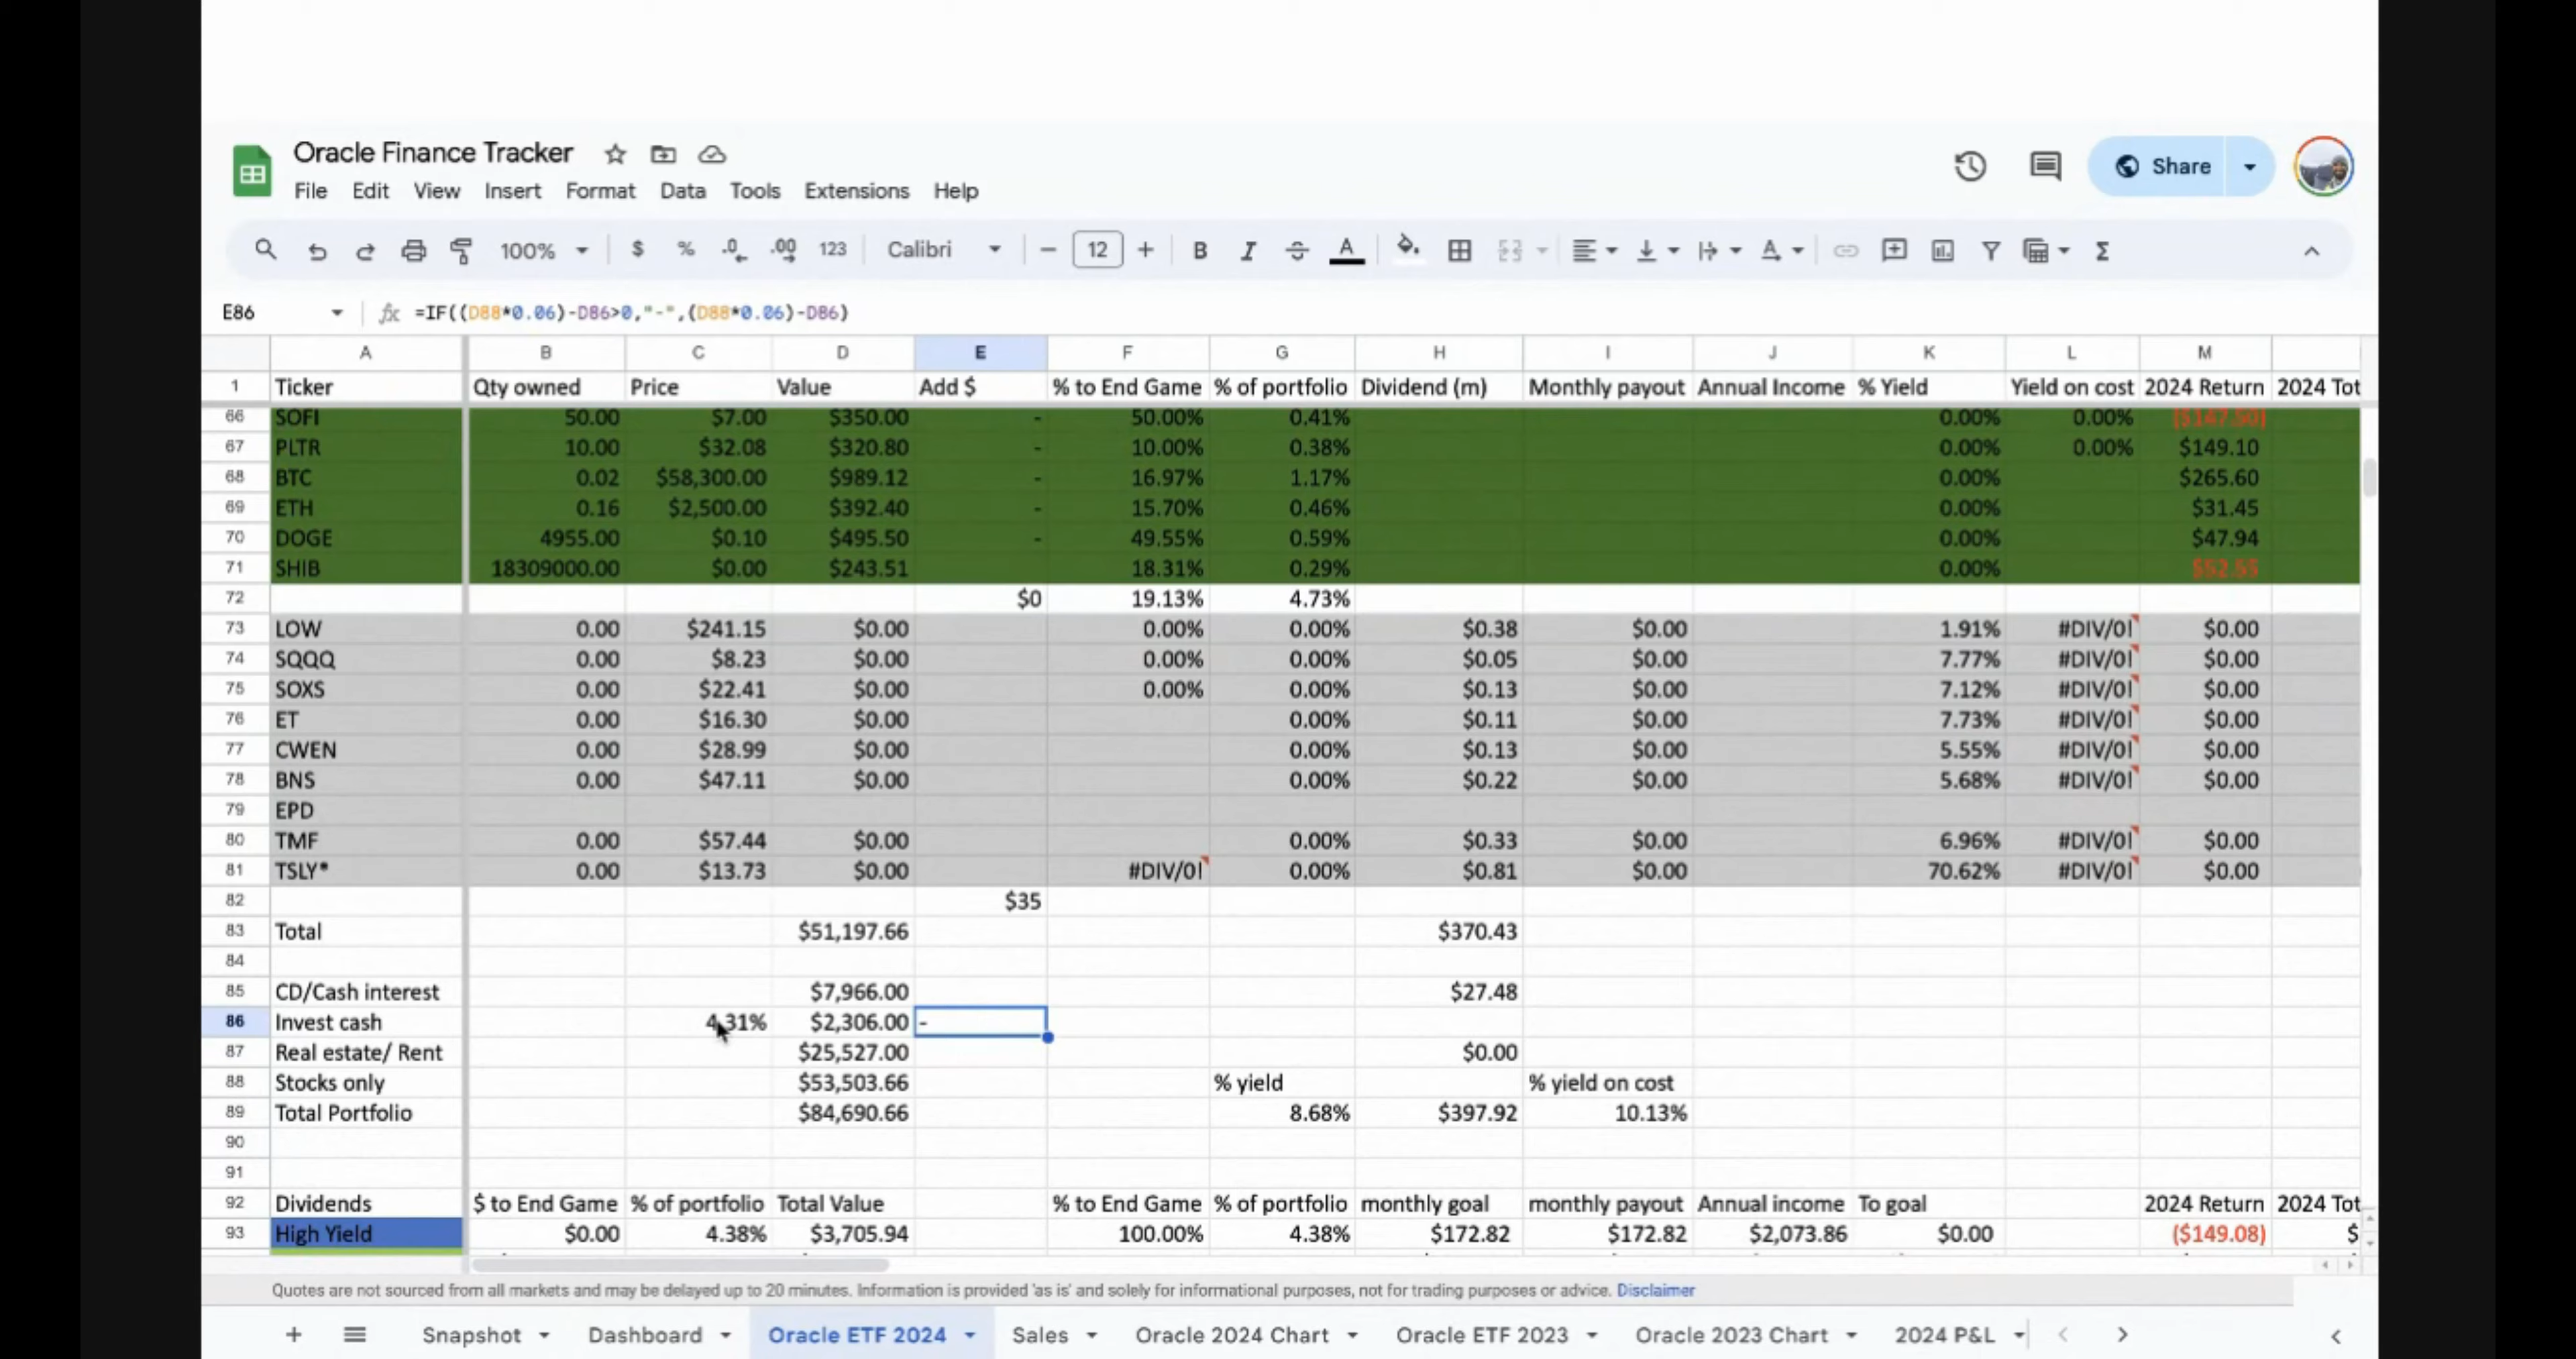 Oracle Finance Tracker
File Edit View Insert Format Data Tools Extensions Help
Share
100% $ % .0 .00 123 Calibri 12 B I A Σ
E86 fx =IF((D88*0.06)-D86>0,"-",(D88*0.06)-D86)
A B C D E F G H I J K L M
1 Ticker Qty owned Price Value Add $ % to End Game % of portfolio Dividend (m) Monthly payout Annual Income % Yield Yield on cost 2024 Return 2024 Tot
66 SOFI 50.00 $7.00 $350.00 - 50.00% 0.41% 0.00% 0.00% ($147.50)
67 PLTR 10.00 $32.08 $320.80 - 10.00% 0.38% 0.00% 0.00% $149.10
68 BTC 0.02 $58,300.00 $989.12 - 16.97% 1.17% 0.00% $265.60
69 ETH 0.16 $2,500.00 $392.40 - 15.70% 0.46% 0.00% $31.45
70 DOGE 4955.00 $0.10 $495.50 - 49.55% 0.59% 0.00% $47.94
71 SHIB 18309000.00 $0.00 $243.51 18.31% 0.29% 0.00% $52.55
72 $0 19.13% 4.73%
73 LOW 0.00 $241.15 $0.00 0.00% 0.00% $0.38 $0.00 1.91% #DIV/0! $0.00
74 SQQQ 0.00 $8.23 $0.00 0.00% 0.00% $0.05 $0.00 7.77% #DIV/0! $0.00
75 SOXS 0.00 $22.41 $0.00 0.00% 0.00% $0.13 $0.00 7.12% #DIV/0! $0.00
76 ET 0.00 $16.30 $0.00 0.00% $0.11 $0.00 7.73% #DIV/0! $0.00
77 CWEN 0.00 $28.99 $0.00 0.00% $0.13 $0.00 5.55% #DIV/0! $0.00
78 BNS 0.00 $47.11 $0.00 0.00% $0.22 $0.00 5.68% #DIV/0! $0.00
79 EPD
80 TMF 0.00 $57.44 $0.00 0.00% $0.33 $0.00 6.96% #DIV/0! $0.00
81 TSLY* 0.00 $13.73 $0.00 #DIV/0! 0.00% $0.81 $0.00 70.62% #DIV/0! $0.00
82 $35
83 Total $51,197.66 $370.43
84
85 CD/Cash interest $7,966.00 $27.48
86 Invest cash 4.31% $2,306.00 -
87 Real estate/ Rent $25,527.00 $0.00
88 Stocks only $53,503.66 % yield % yield on cost
89 Total Portfolio $84,690.66 8.68% $397.92 10.13%
90
91
92 Dividends $ to End Game % of portfolio Total Value % to End Game % of portfolio monthly goal monthly payout Annual income To goal 2024 Return 2024 Tot
93 High Yield $0.00 4.38% $3,705.94 100.00% 4.38% $172.82 $172.82 $2,073.86 $0.00 ($149.08) $
Quotes are not sourced from all markets and may be delayed up to 20 minutes. Information is provided 'as is' and solely for informational purposes, not for trading purposes or advice. Disclaimer
Snapshot Dashboard Oracle ETF 2024 Sales Oracle 2024 Chart Oracle ETF 2023 Oracle 2023 Chart 2024 P&L